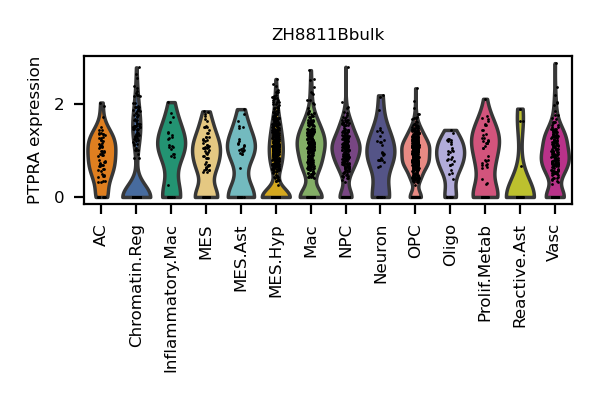 ZH8811Bbulk
PTPRA expression
2
0
AC
Chromatin.Reg
Inflammatory.Mac
MES
MES.Ast
MES.Hyp
Mac
NPC
Neuron
OPC
Oligo
Prolif.Metab
Reactive.Ast
Vasc